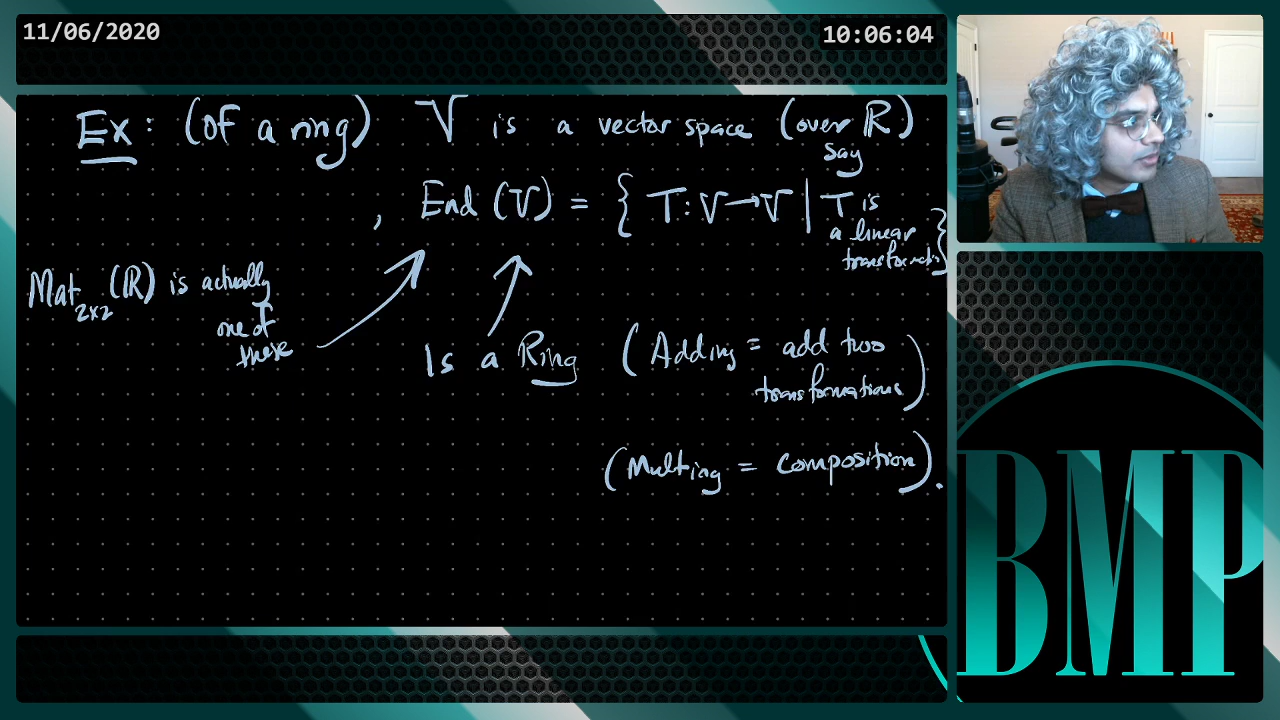 11/06/2020
10:06:04
Ex: (of a ring) V is a vector space (over ℝ)
say
, End (V) = { T: V → V | T is
a linear
transformation }
Mat₂ₓ₂ (ℝ) is actually
one of
these
Is a Ring
(Adding = add two
transformations)
(Multing = composition).
BMP